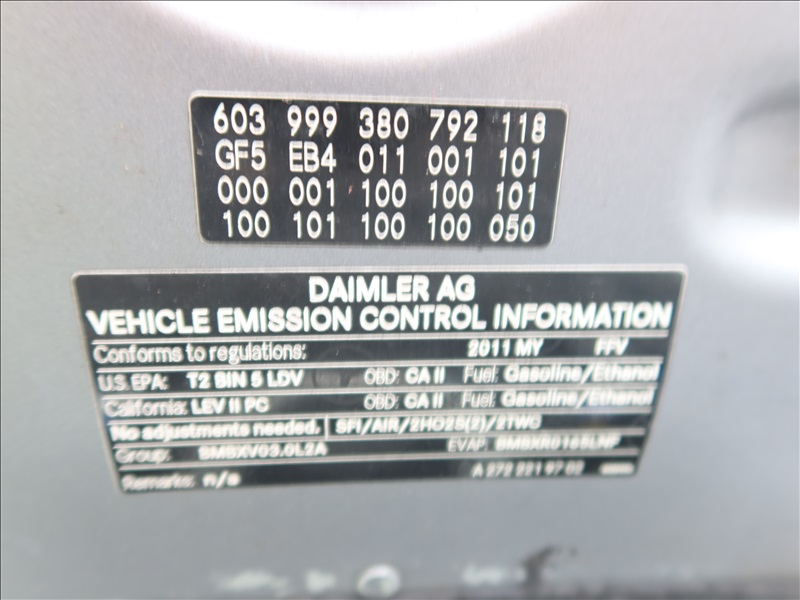 603 999 380 792 118
GF5 EB4 011 001 101
000 001 100 100 101
100 101 100 100 050
DAIMLER AG
VEHICLE EMISSION CONTROL INFORMATION
Conforms to regulations: 2011 MY FFV
U.S. EPA: T2 BIN 5 LDV OBD: CA II Fuel: Gasoline/Ethanol
California: LEV II PC OBD: CA II Fuel: Gasoline/Ethanol
No adjustments needed. SFI/AIR/2HO2S(2)/2TWC
Group: BMBXV03.0L2A EVAP:
Remarks: n/a A 272 221 97 02